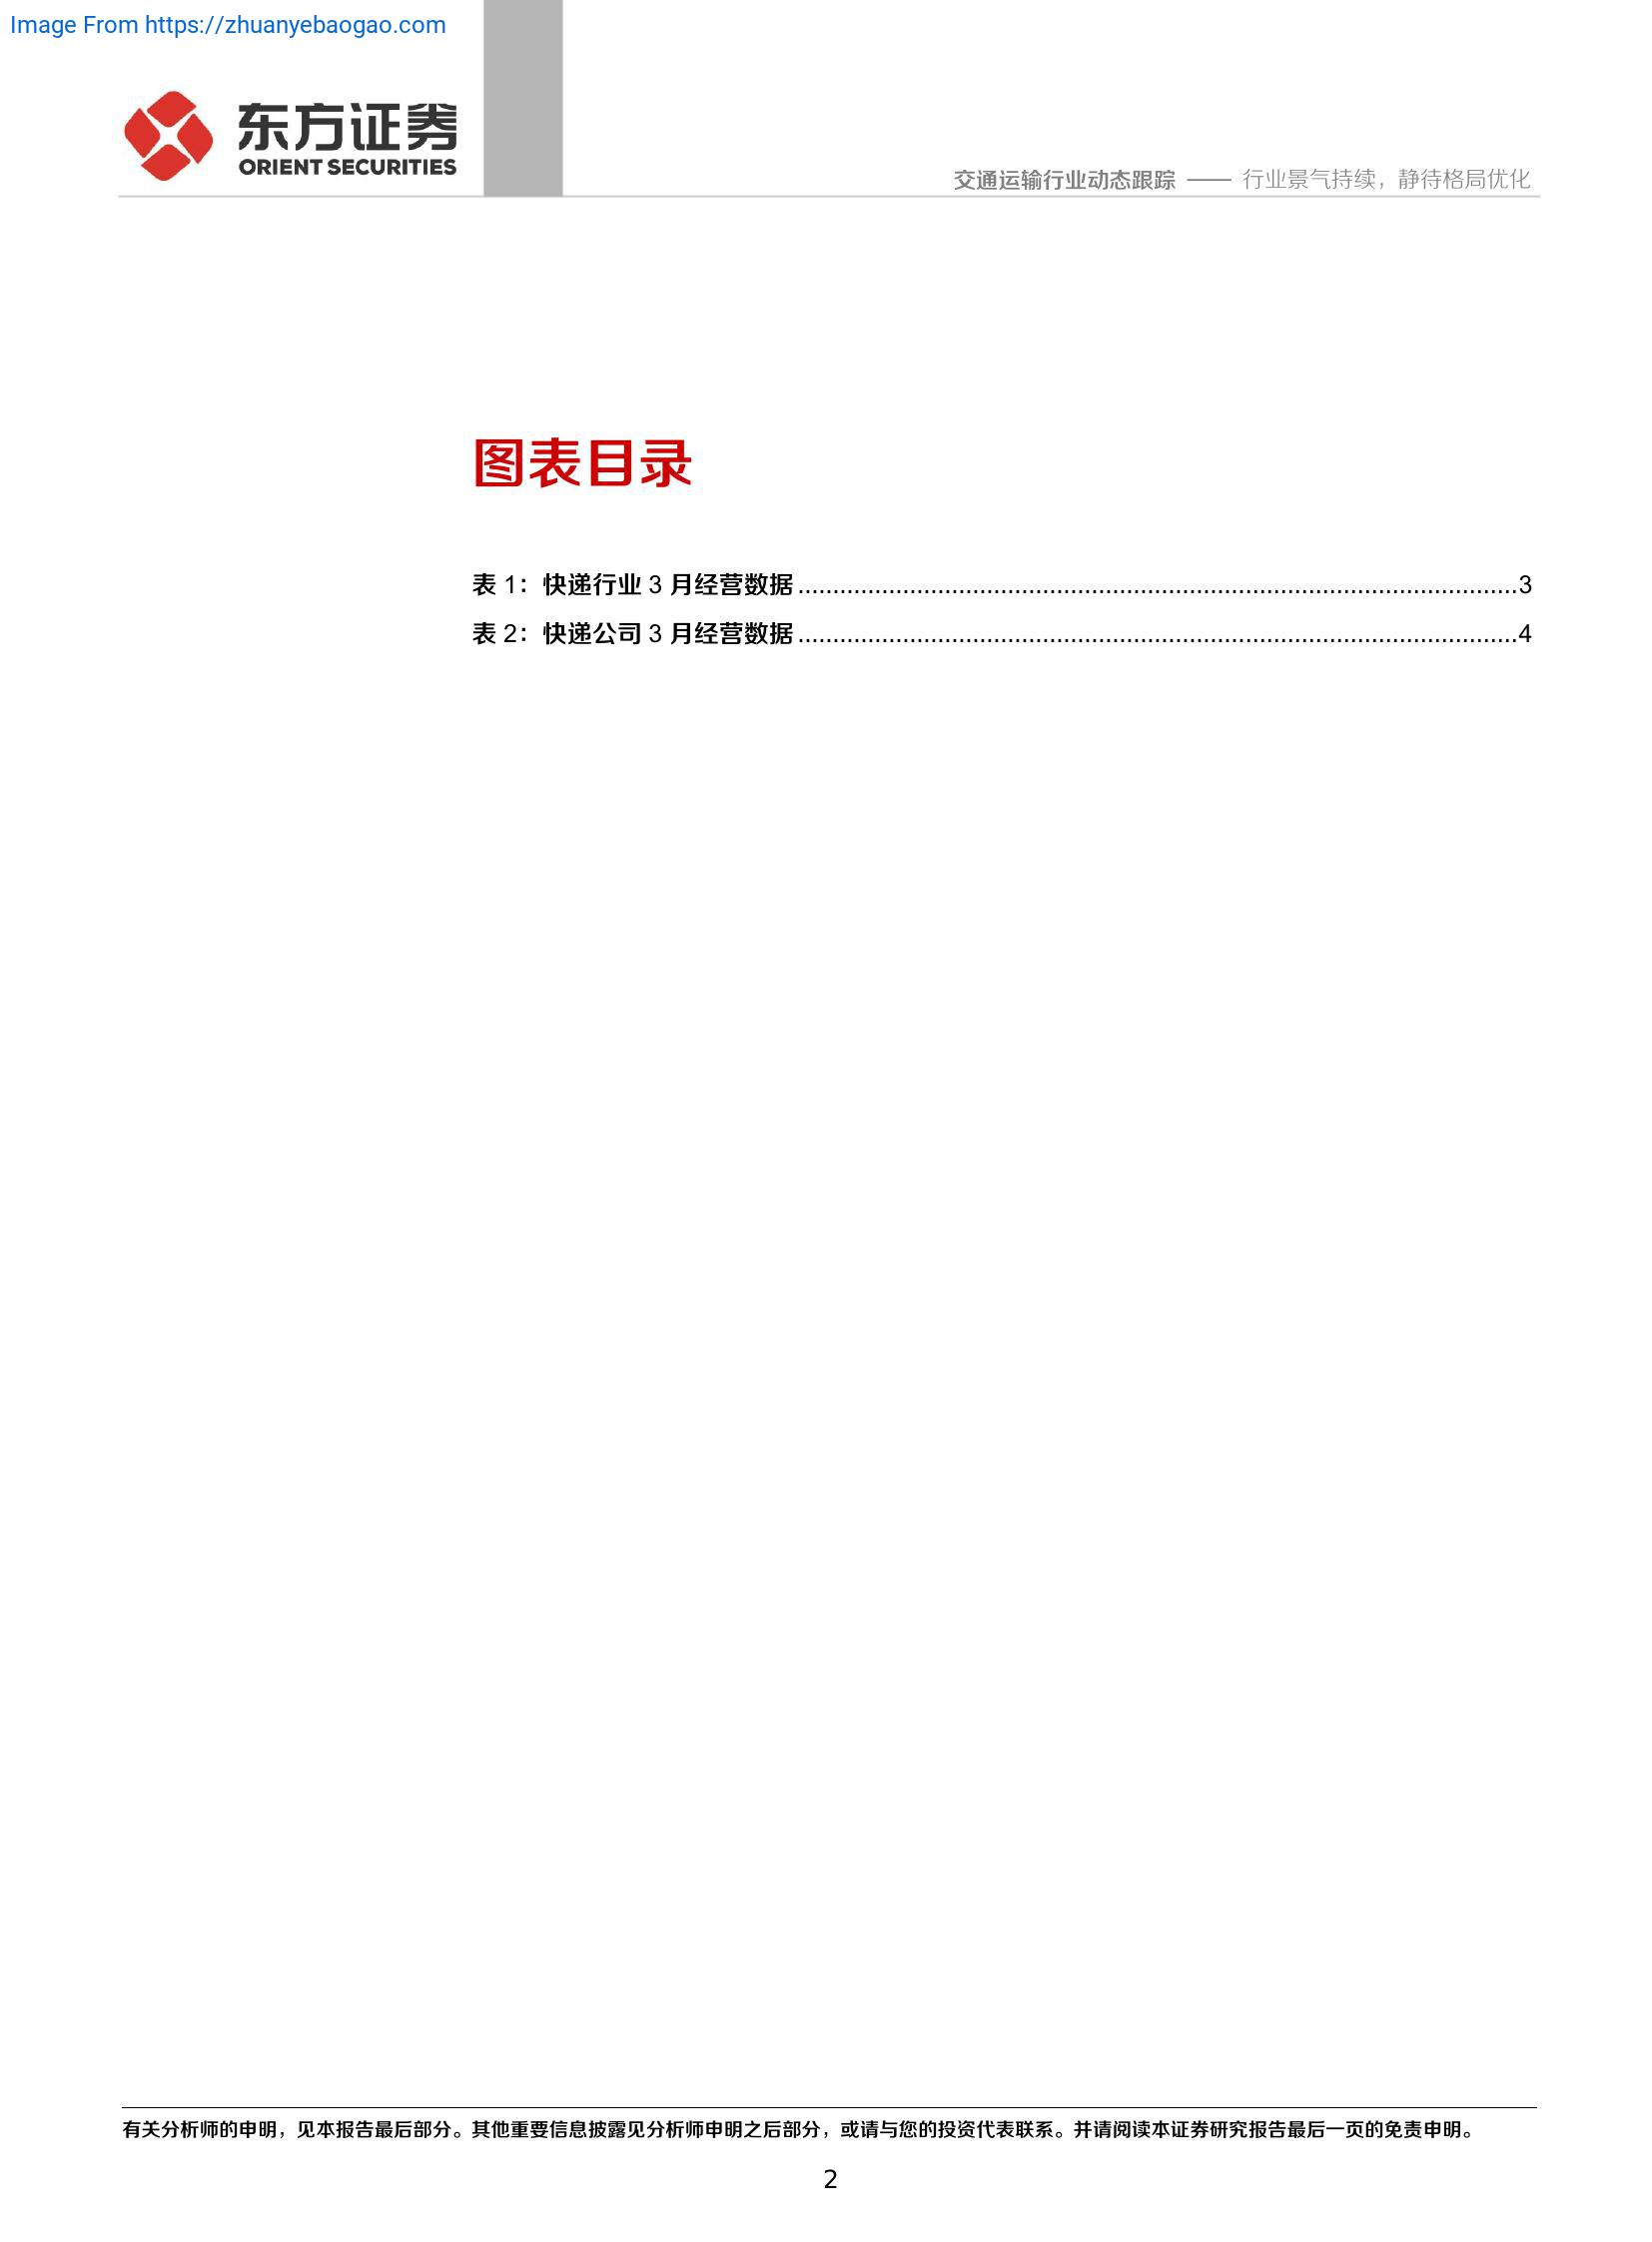 Image From https://zhuanyebaogao.com
东方证券
ORIENT SECURITIES
交通运输行业动态跟踪 —— 行业景气持续，静待格局优化
图表目录
表 1：快递行业 3 月经营数据........................................................................................................3
表 2：快递公司 3 月经营数据........................................................................................................4
有关分析师的申明，见本报告最后部分。其他重要信息披露见分析师申明之后部分，或请与您的投资代表联系。并请阅读本证券研究报告最后一页的免责申明。
2